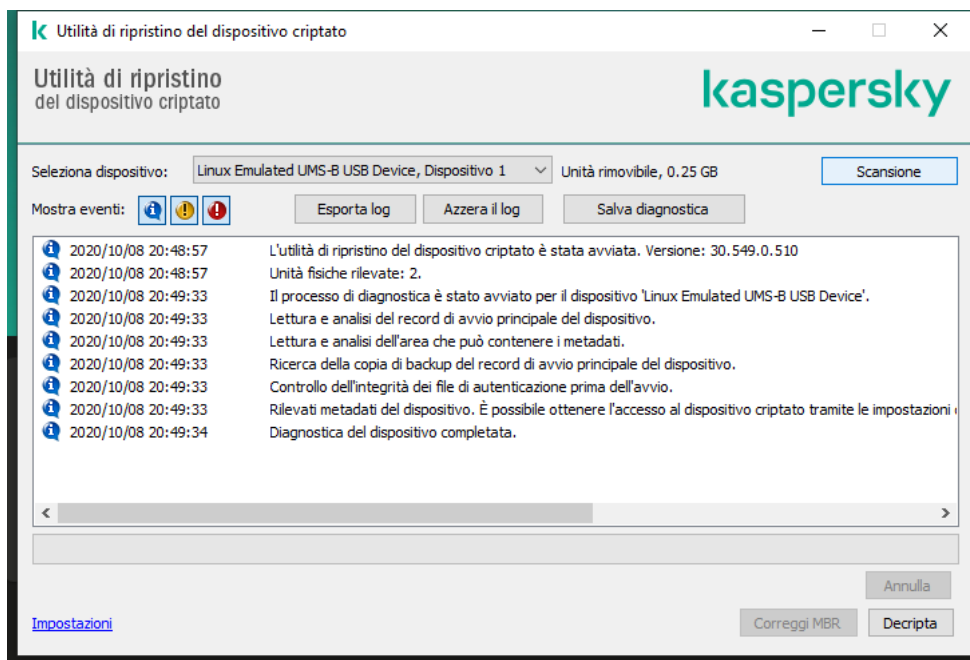 Utilità di ripristino del dispositivo criptato
Utilità di ripristino
del dispositivo criptato
kaspersky
Seleziona dispositivo: Linux Emulated UMS-B USB Device, Dispositivo 1 Unità rimovibile, 0.25 GB Scansione
Mostra eventi: Esporta log Azzera il log Salva diagnostica
2020/10/08 20:48:57 L'utilità di ripristino del dispositivo criptato è stata avviata. Versione: 30.549.0.510
2020/10/08 20:48:57 Unità fisiche rilevate: 2.
2020/10/08 20:49:33 Il processo di diagnostica è stato avviato per il dispositivo 'Linux Emulated UMS-B USB Device'.
2020/10/08 20:49:33 Lettura e analisi del record di avvio principale del dispositivo.
2020/10/08 20:49:33 Lettura e analisi dell'area che può contenere i metadati.
2020/10/08 20:49:33 Ricerca della copia di backup del record di avvio principale del dispositivo.
2020/10/08 20:49:33 Controllo dell'integrità dei file di autenticazione prima dell'avvio.
2020/10/08 20:49:33 Rilevati metadati del dispositivo. È possibile ottenere l'accesso al dispositivo criptato tramite le impostazioni
2020/10/08 20:49:34 Diagnostica del dispositivo completata.
Annulla
Impostazioni Correggi MBR Decripta